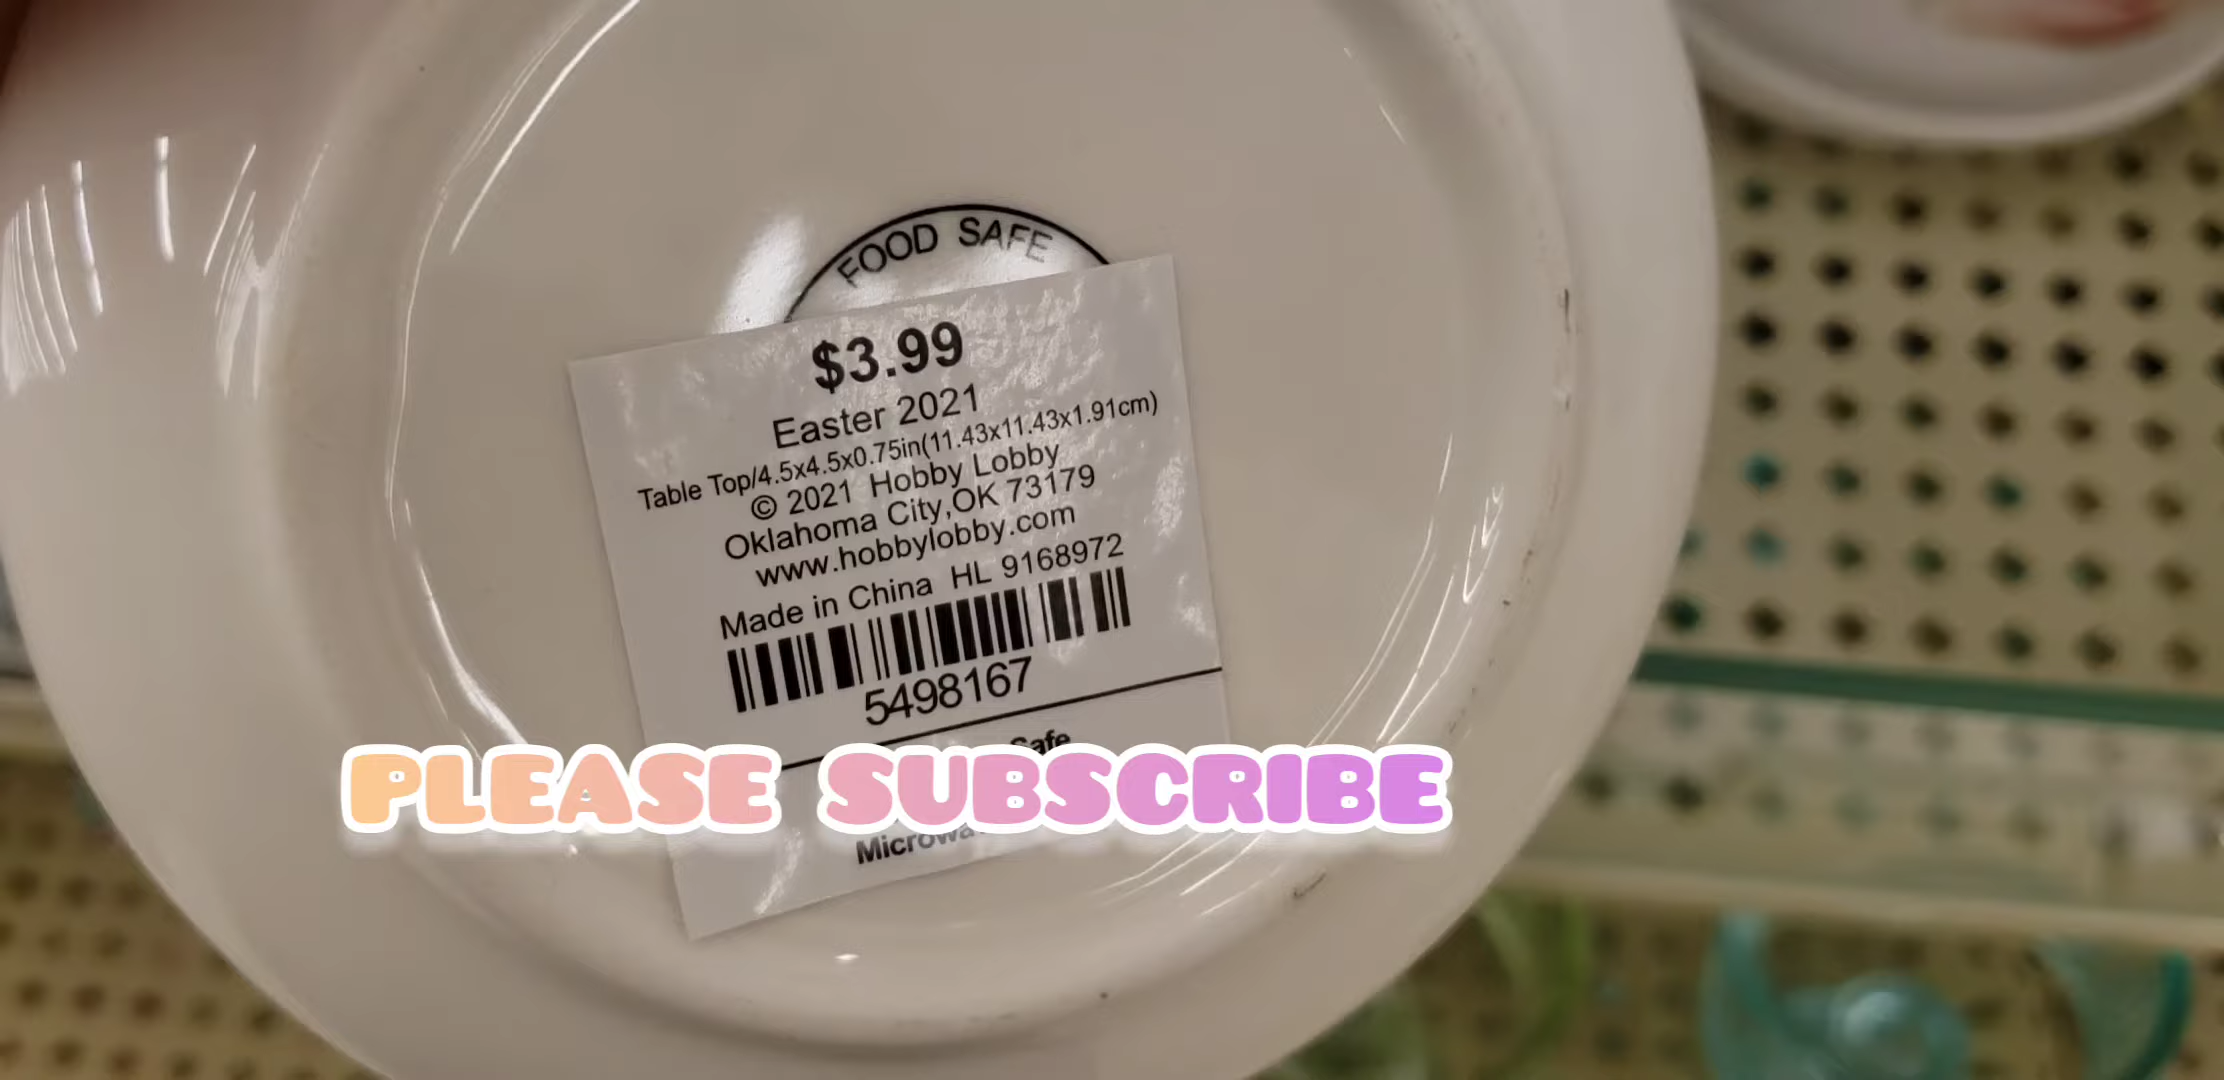 FOOD SAFE
$3.99
Easter 2021
Table Top/4.5x4.5x0.75in(11.43x11.43x1.91cm)
© 2021 Hobby Lobby
Oklahoma City,OK 73179
www.hobbylobby.com
Made in China HL 9168972
5498167
Safe
PLEASE SUBSCRIBE